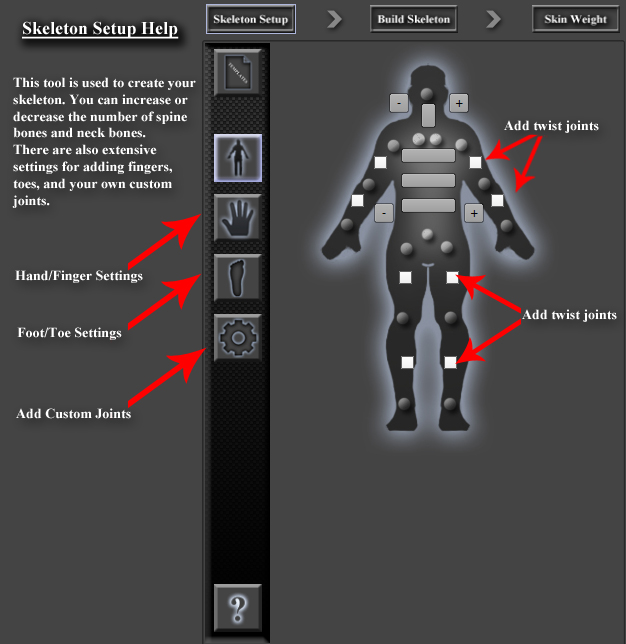 Skeleton Setup Help
Skeleton Setup
Build Skeleton
Skin Weight
This tool is used to create your
skeleton. You can increase or
decrease the number of spine
bones and neck bones.
There are also extensive
settings for adding fingers,
toes, and your own custom
joints.
TEMPLATES
- +
Add twist joints
- +
Hand/Finger Settings
Foot/Toe Settings
Add twist joints
Add Custom Joints
?